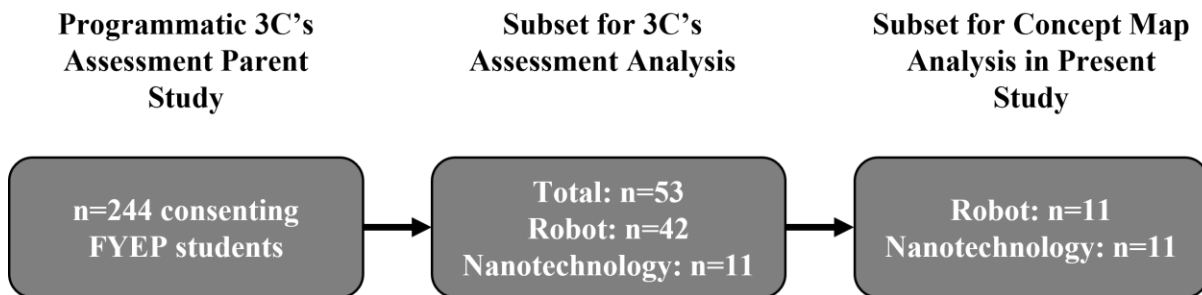 Programmatic 3C's
Assessment Parent
Study
Subset for 3C's
Assessment Analysis
Subset for Concept Map
Analysis in Present
Study
n=244 consenting
FYEP students
Total: n=53
Robot: n=42
Nanotechnology: n=11
Robot: n=11
Nanotechnology: n=11